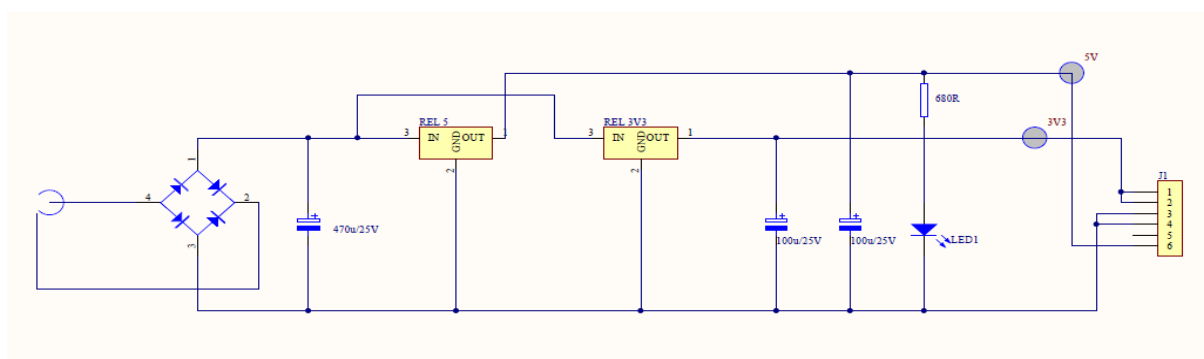 5V
680R
REL 5
REL 3V3
3V3
3 IN GND OUT 1
2
3 IN GND OUT 1
2
1
4
2
3
J1
1
2
3
4
5
6
+
470u/25V
+
100u/25V
+
100u/25V
LED1